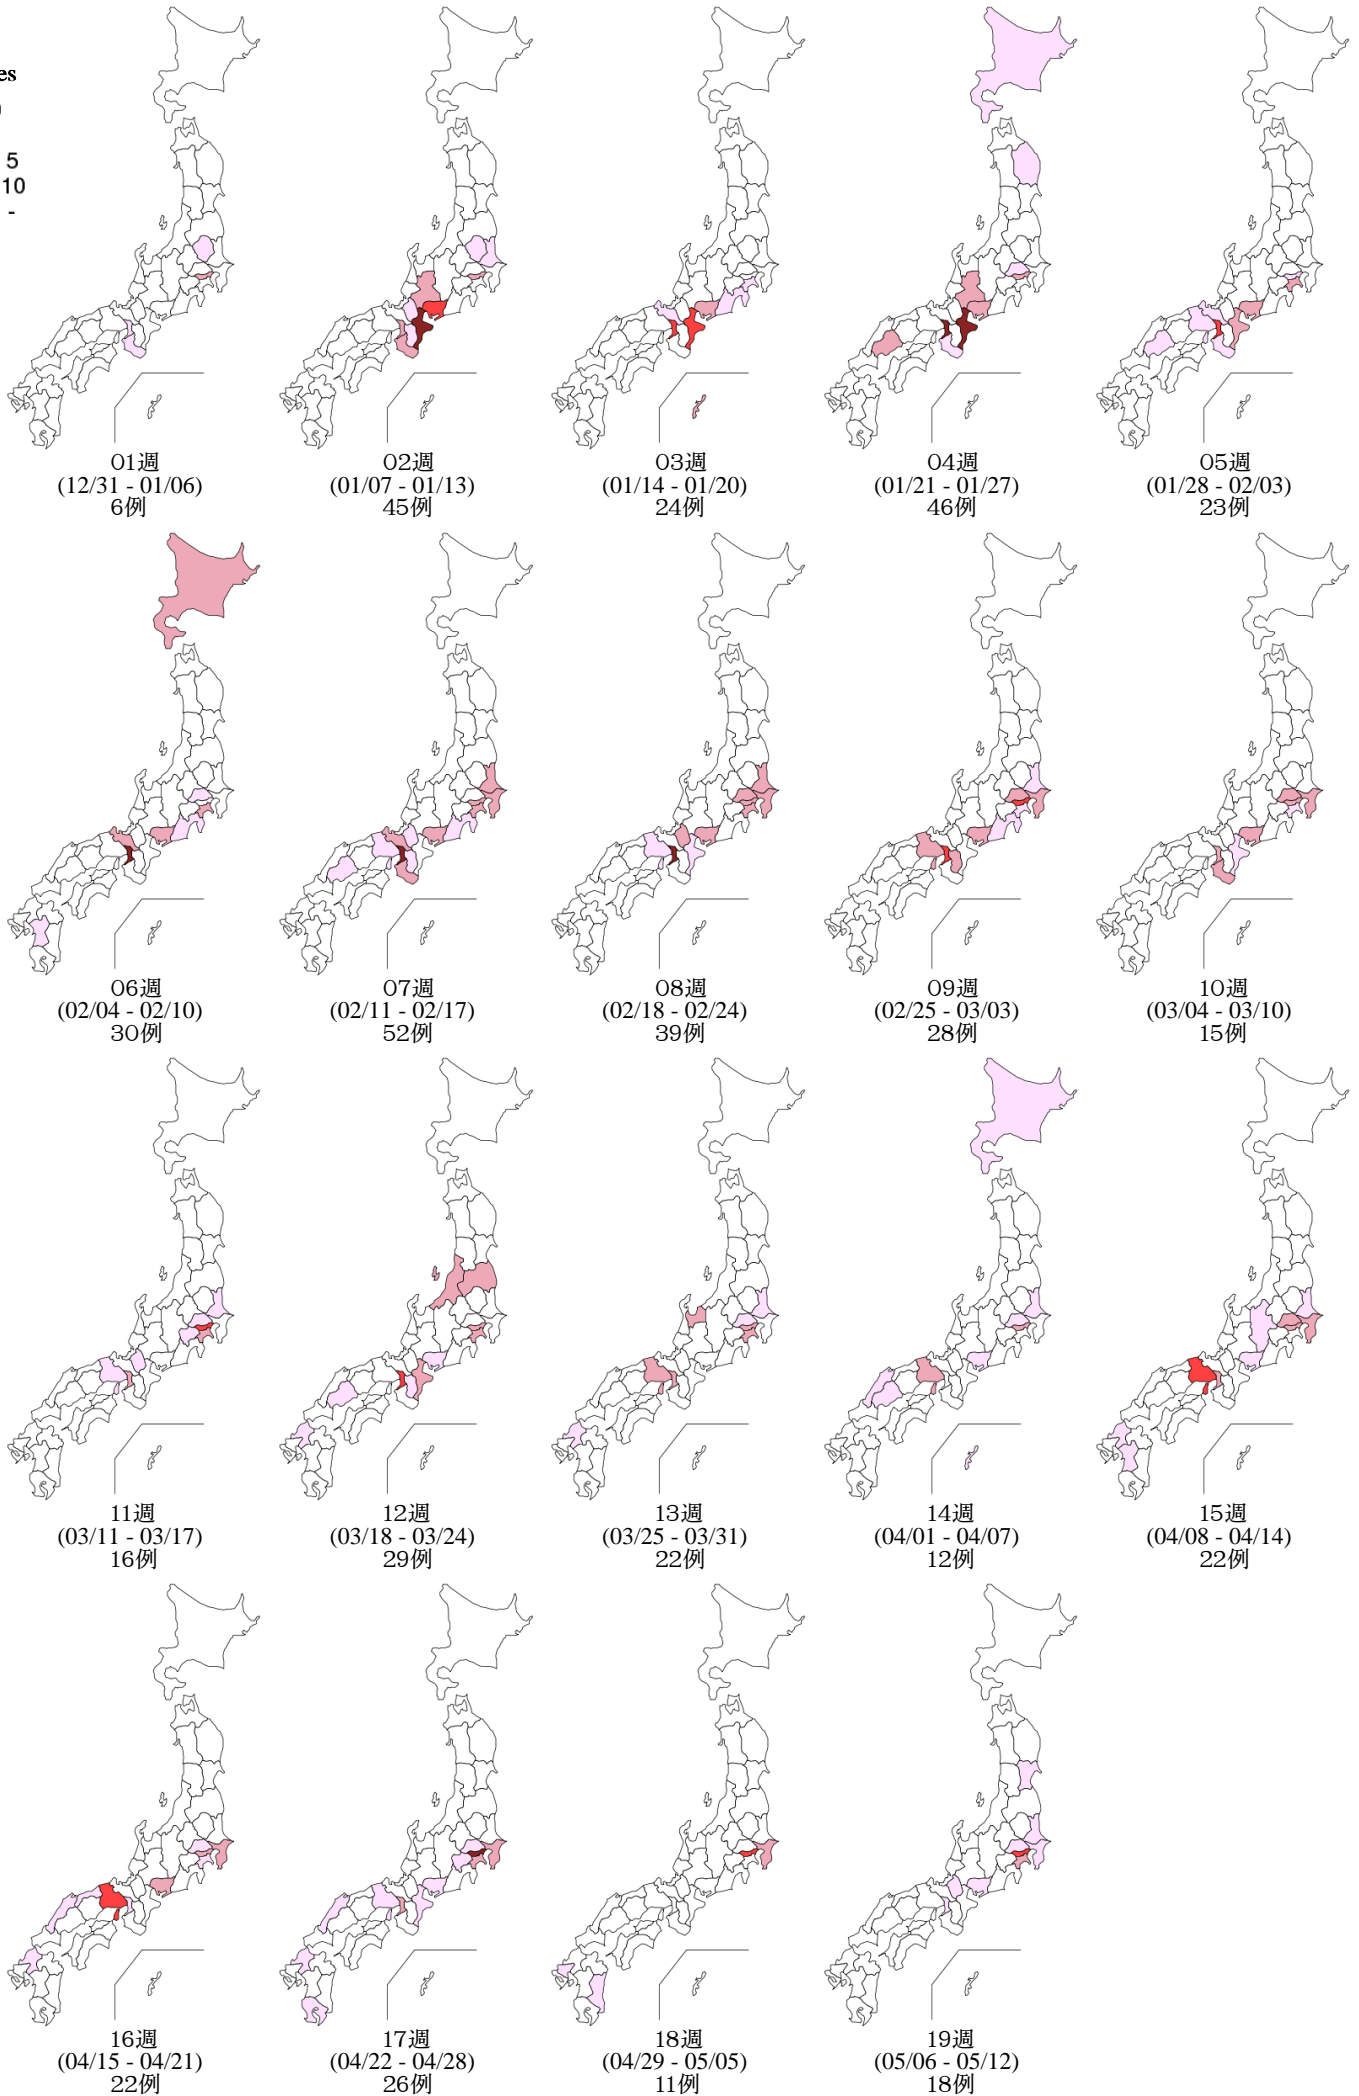 es
5
10
-
01週
(12/31 - 01/06)
6例
02週
(01/07 - 01/13)
45例
03週
(01/14 - 01/20)
24例
04週
(01/21 - 01/27)
46例
05週
(01/28 - 02/03)
23例
06週
(02/04 - 02/10)
30例
07週
(02/11 - 02/17)
52例
08週
(02/18 - 02/24)
39例
09週
(02/25 - 03/03)
28例
10週
(03/04 - 03/10)
15例
11週
(03/11 - 03/17)
16例
12週
(03/18 - 03/24)
29例
13週
(03/25 - 03/31)
22例
14週
(04/01 - 04/07)
12例
15週
(04/08 - 04/14)
22例
16週
(04/15 - 04/21)
22例
17週
(04/22 - 04/28)
26例
18週
(04/29 - 05/05)
11例
19週
(05/06 - 05/12)
18例